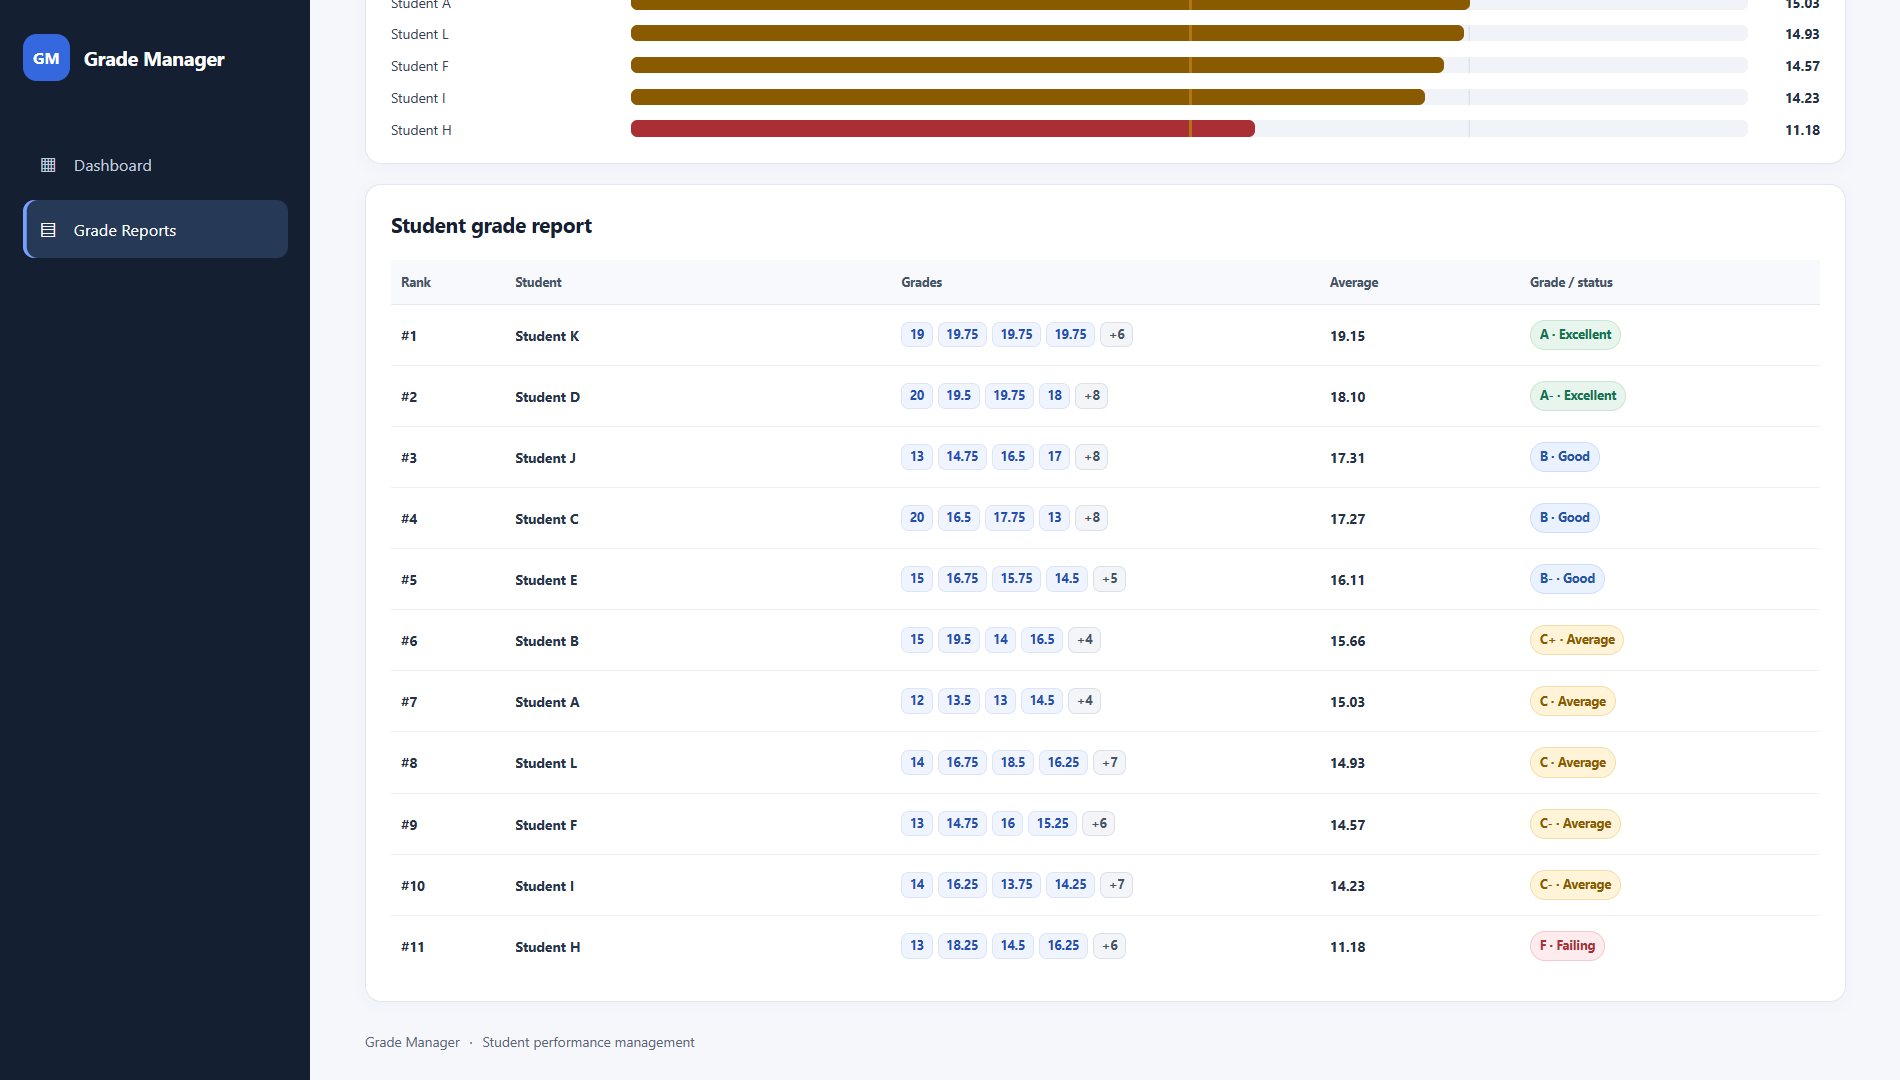 GM Grade Manager
Dashboard
Grade Reports
Student A 15.03
Student L 14.93
Student F 14.57
Student I 14.23
Student H 11.18
Student grade report
Rank Student Grades Average Grade / status
#1 Student K 19 19.75 19.75 19.75 +6 19.15 A · Excellent
#2 Student D 20 19.5 19.75 18 +8 18.10 A- · Excellent
#3 Student J 13 14.75 16.5 17 +8 17.31 B · Good
#4 Student C 20 16.5 17.75 13 +8 17.27 B · Good
#5 Student E 15 16.75 15.75 14.5 +5 16.11 B- · Good
#6 Student B 15 19.5 14 16.5 +4 15.66 C+ · Average
#7 Student A 12 13.5 13 14.5 +4 15.03 C · Average
#8 Student L 14 16.75 18.5 16.25 +7 14.93 C · Average
#9 Student F 13 14.75 16 15.25 +6 14.57 C- · Average
#10 Student I 14 16.25 13.75 14.25 +7 14.23 C- · Average
#11 Student H 13 18.25 14.5 16.25 +6 11.18 F · Failing
Grade Manager · Student performance management